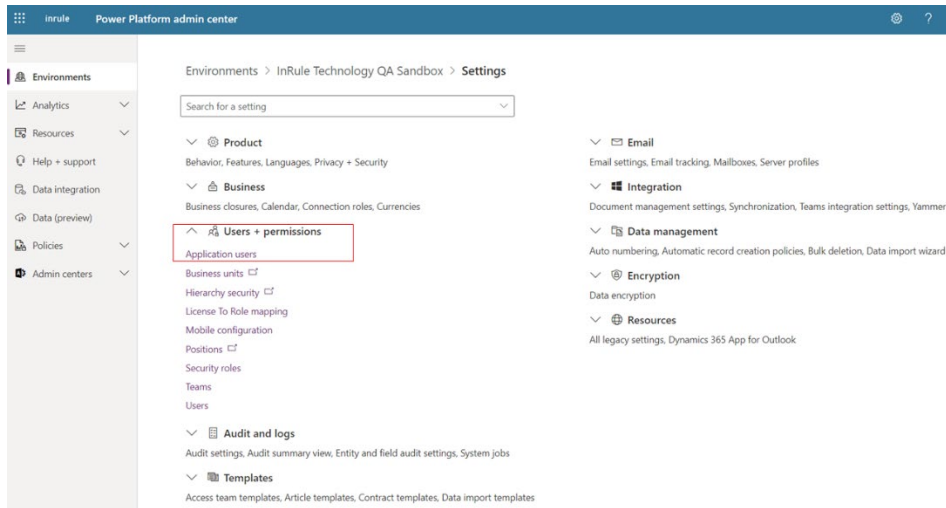 inrule Power Platform admin center ?
Environments
Analytics
Resources
Help + support
Data integration
Data (preview)
Policies
Admin centers
Environments > InRule Technology QA Sandbox > Settings
Search for a setting
Product
Behavior, Features, Languages, Privacy + Security
Business
Business closures, Calendar, Connection roles, Currencies
Users + permissions
Application users
Business units
Hierarchy security
License To Role mapping
Mobile configuration
Positions
Security roles
Teams
Users
Audit and logs
Audit settings, Audit summary view, Entity and field audit settings, System jobs
Templates
Access team templates, Article templates, Contract templates, Data import templates
Email
Email settings, Email tracking, Mailboxes, Server profiles
Integration
Document management settings, Synchronization, Teams integration settings, Yammer
Data management
Auto numbering, Automatic record creation policies, Bulk deletion, Data import wizard
Encryption
Data encryption
Resources
All legacy settings, Dynamics 365 App for Outlook